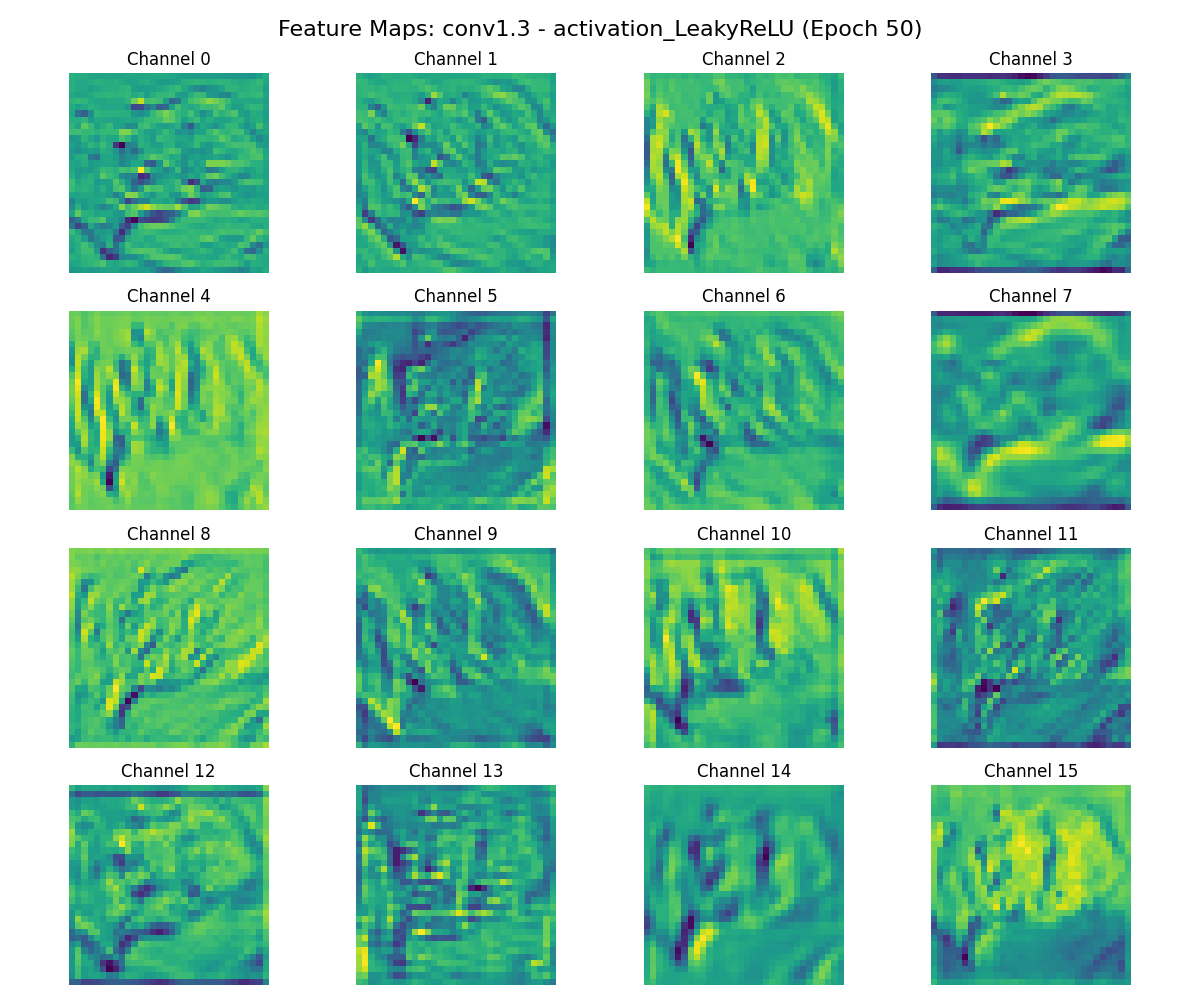 Feature Maps: conv1.3 - activation_LeakyReLU (Epoch 50)
Channel 0
Channel 1
Channel 2
Channel 3
Channel 4
Channel 5
Channel 6
Channel 7
Channel 8
Channel 9
Channel 10
Channel 11
Channel 12
Channel 13
Channel 14
Channel 15